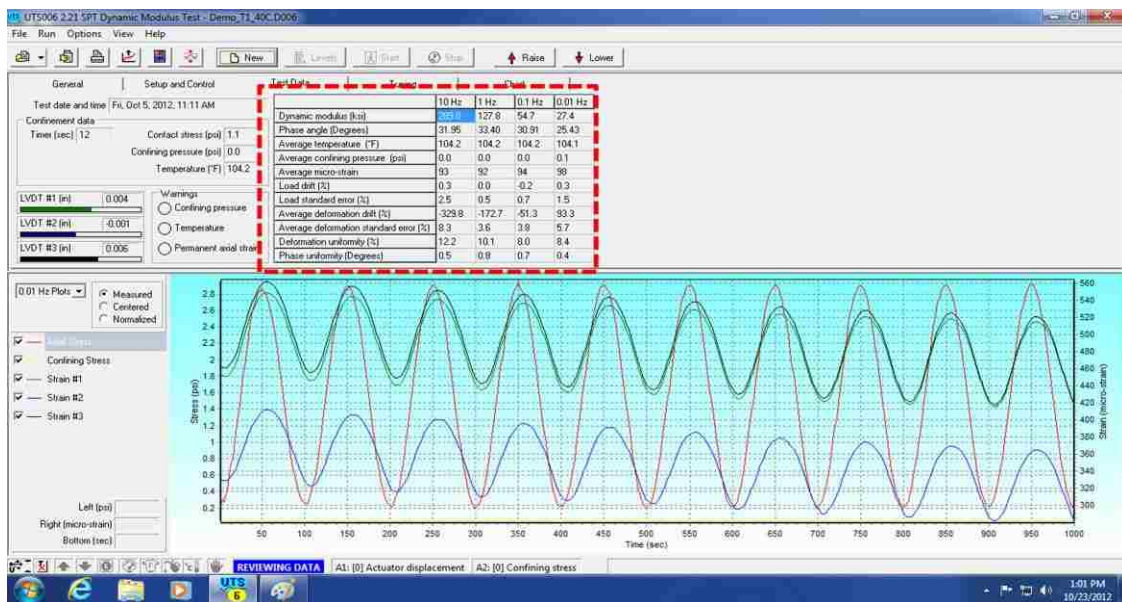 UTS006 2.21 SPT Dynamic Modulus Test - Demo_T1_40C.D006
File Run Options View Help
New Levels Start Stop Raise Lower
General Setup and Control Test Data Tuning Chart
Test date and time Fri, Oct 5, 2012, 11:11 AM
Confinement data
Timer (sec) 12 Contact stress (psi) 1.1
Confining pressure (psi) 0.0
Temperature (°F) 104.2
LVDT #1 (in) 0.004
LVDT #2 (in) -0.001
LVDT #3 (in) 0.006
Warnings
Confining pressure
Temperature
Permanent axial strain
10 Hz 1 Hz 0.1 Hz 0.01 Hz
Dynamic modulus (ksi) 127.8 54.7 27.4
Phase angle (Degrees) 31.95 33.40 30.91 25.43
Average temperature (°F) 104.2 104.2 104.2 104.1
Average confining pressure (psi) 0.0 0.0 0.0 0.1
Average micro-strain 93 92 94 98
Load drift (%) 0.3 0.0 -0.2 0.3
Load standard error (%) 2.5 0.5 0.7 1.5
Average deformation drift (%) -329.8 -172.7 -51.3 93.3
Average deformation standard error (%) 8.3 3.6 3.8 5.7
Deformation uniformity (%) 12.2 10.1 8.0 8.4
Phase uniformity (Degrees) 0.5 0.8 0.7 0.4
0.01 Hz Plots
Measured
Centered
Normalized
Axial Stress
Confining Stress
Strain #1
Strain #2
Strain #3
Left (psi)
Right (micro-strain)
Bottom (sec)
Stress (psi)
2.8
2.6
2.4
2.2
2
1.8
1.6
1.4
1.2
1
0.8
0.6
0.4
0.2
50 100 150 200 250 300 350 400 450 500 550 600 650 700 750 800 850 900 950 1000
Time (sec)
560
540
520
500
480
460
440
420
400
380
360
340
320
300
Strain (micro-strain)
REVIEWING DATA A1: [0] Actuator displacement A2: [0] Confining stress
UTS
6
1:01 PM
10/23/2012